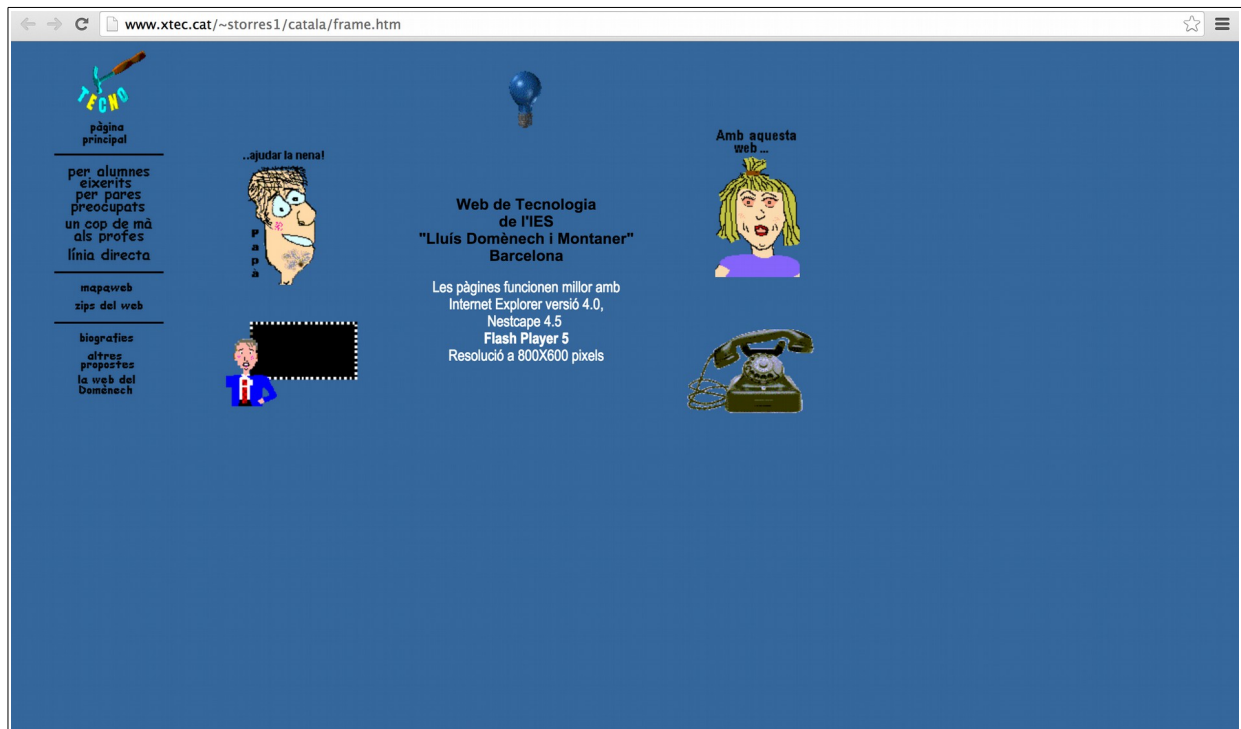 www.xtec.cat/~storres1/catala/frame.htm
TECNO
pàgina
principal
per alumnes
eixerits
per pares
preocupats
un cop de mà
als profes
línia directa
mapaweb
zips del web
biografies
altres
propostes
la web del
Domènech
..ajudar la nena!
Papà
Web de Tecnologia
de l'IES
"Lluís Domènech i Montaner"
Barcelona
Les pàgines funcionen millor amb
Internet Explorer versió 4.0,
Nestcape 4.5
Flash Player 5
Resolució a 800X600 pixels
Amb aquesta
web ...